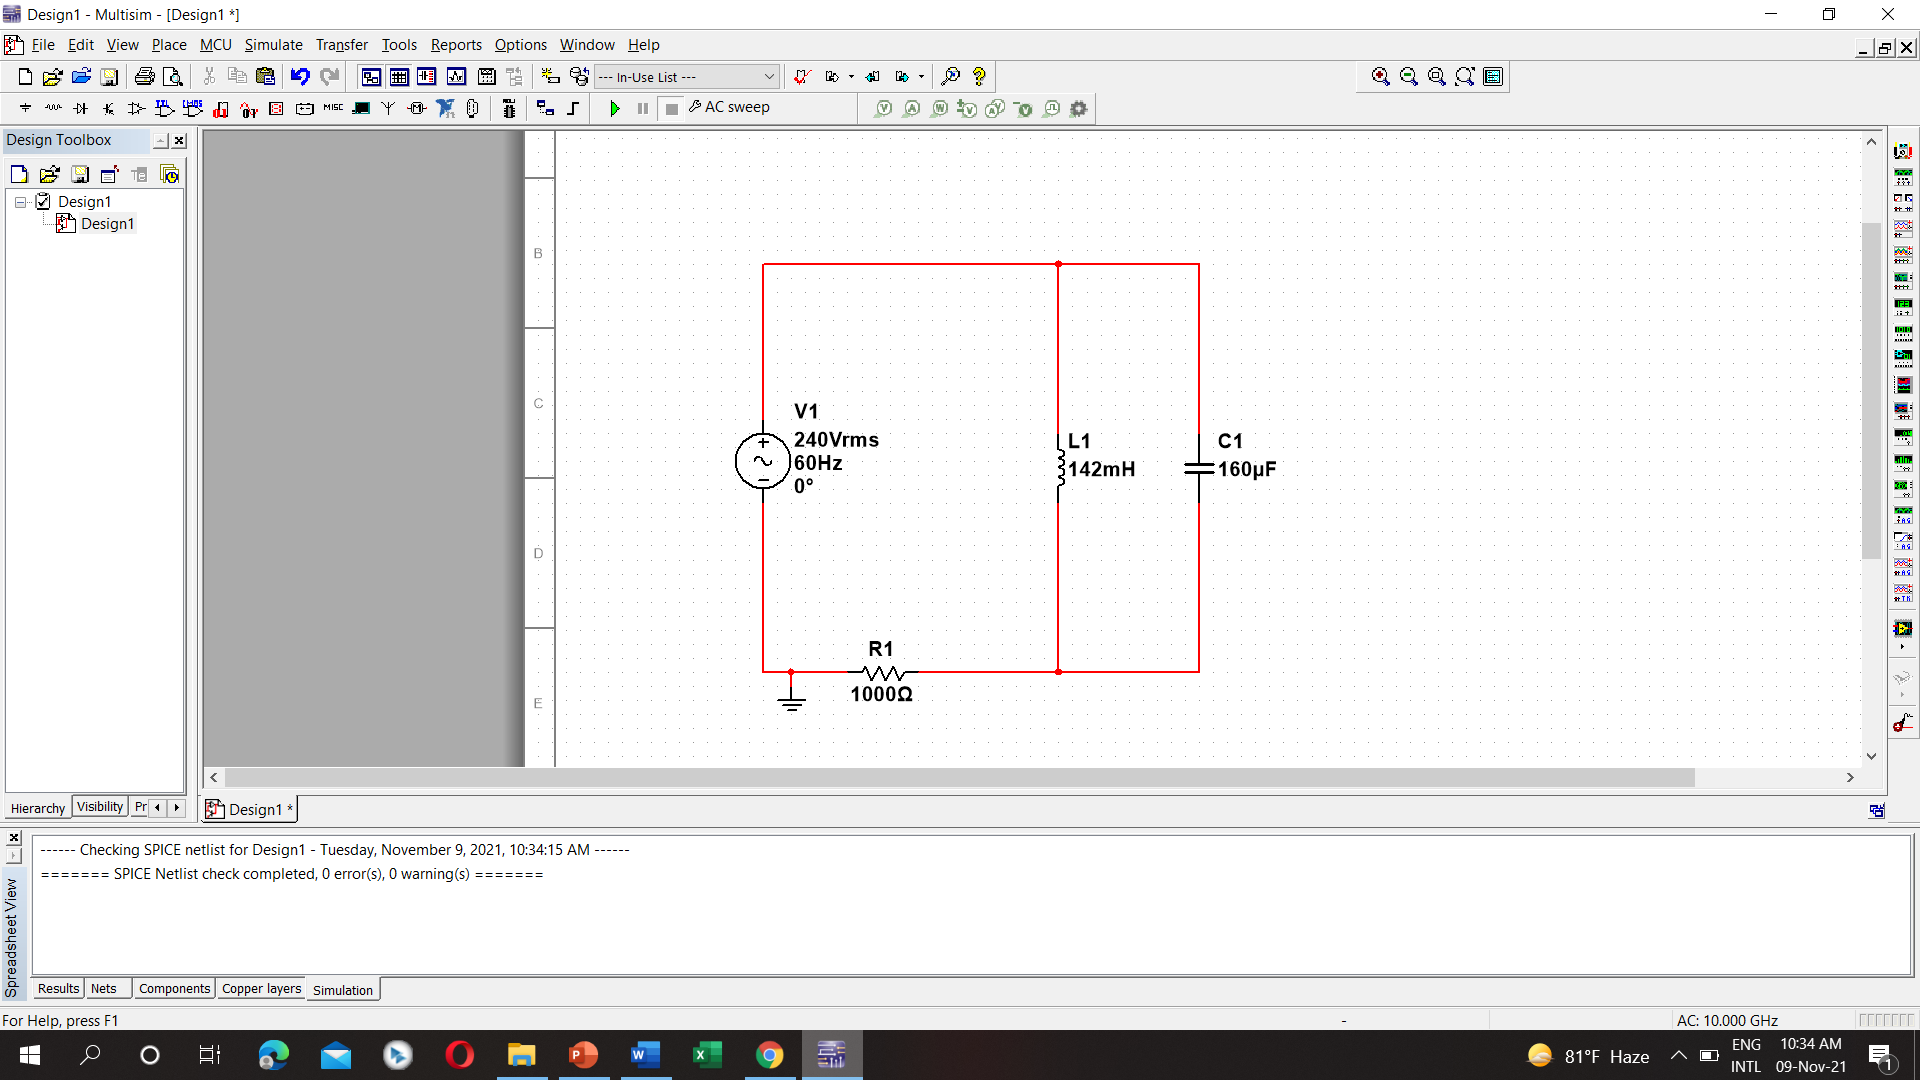 Design1 - Multisim - [Design1 *]
File Edit View Place MCU Simulate Transfer Tools Reports Options Window Help
--- In-Use List ---
MISC
AC sweep
Design Toolbox
Design1
Design1
B
C
D
E
V1
240Vrms
60Hz
0°
L1
142mH
C1
160µF
R1
1000Ω
Hierarchy Visibility Pr
Design1 *
------ Checking SPICE netlist for Design1 - Tuesday, November 9, 2021, 10:34:15 AM ------
======= SPICE Netlist check completed, 0 error(s), 0 warning(s) =======
Spreadsheet View
Results Nets Components Copper layers Simulation
For Help, press F1
-
AC: 10.000 GHz
81°F Haze
ENG
INTL
10:34 AM
09-Nov-21
1